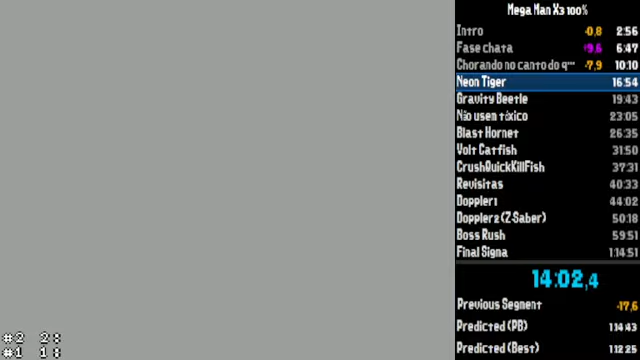 Mega Man X3 100%
Intro -0,8 2:56
Fase chata +9,6 6:47
Chorando no canto do q... -7,9 10:10
Neon Tiger 16:54
Gravity Beetle 19:43
Não usem tóxico 23:05
Blast Hornet 26:35
Volt Catfish 31:50
CrushQuickKillFish 37:31
Revisitas 40:33
Doppler1 44:02
Doppler2 (Z-Saber) 50:18
Boss Rush 59:51
Final Sigma 1:14:51
14:02,4
Previous Segment -17,6
Predicted (PB) 1:14:43
Predicted (Best) 1:12:25
#2 28
#1 18